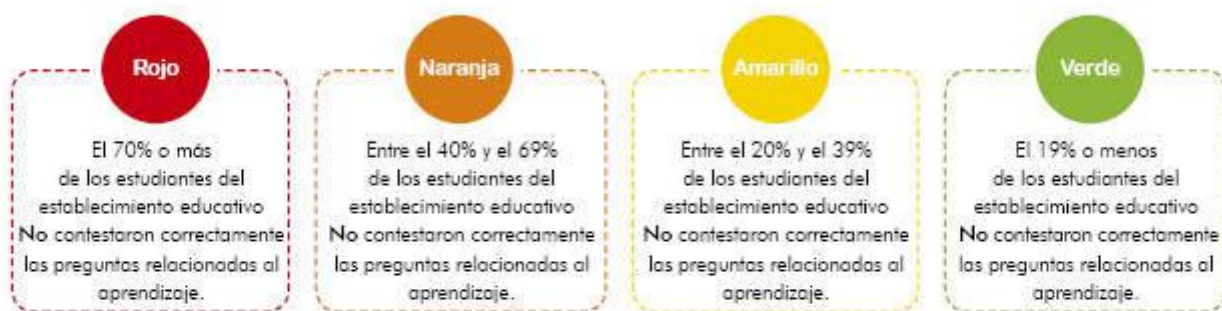 Rojo
El 70% o más
de los estudiantes del
establecimiento educativo
No contestaron correctamente
las preguntas relacionadas al
aprendizaje.
Naranja
Entre el 40% y el 69%
de los estudiantes del
establecimiento educativo
No contestaron correctamente
las preguntas relacionadas al
aprendizaje.
Amarillo
Entre el 20% y el 39%
de los estudiantes del
establecimiento educativo
No contestaron correctamente
las preguntas relacionadas al
aprendizaje.
Verde
El 19% o menos
de los estudiantes del
establecimiento educativo
No contestaron correctamente
las preguntas relacionadas al
aprendizaje.